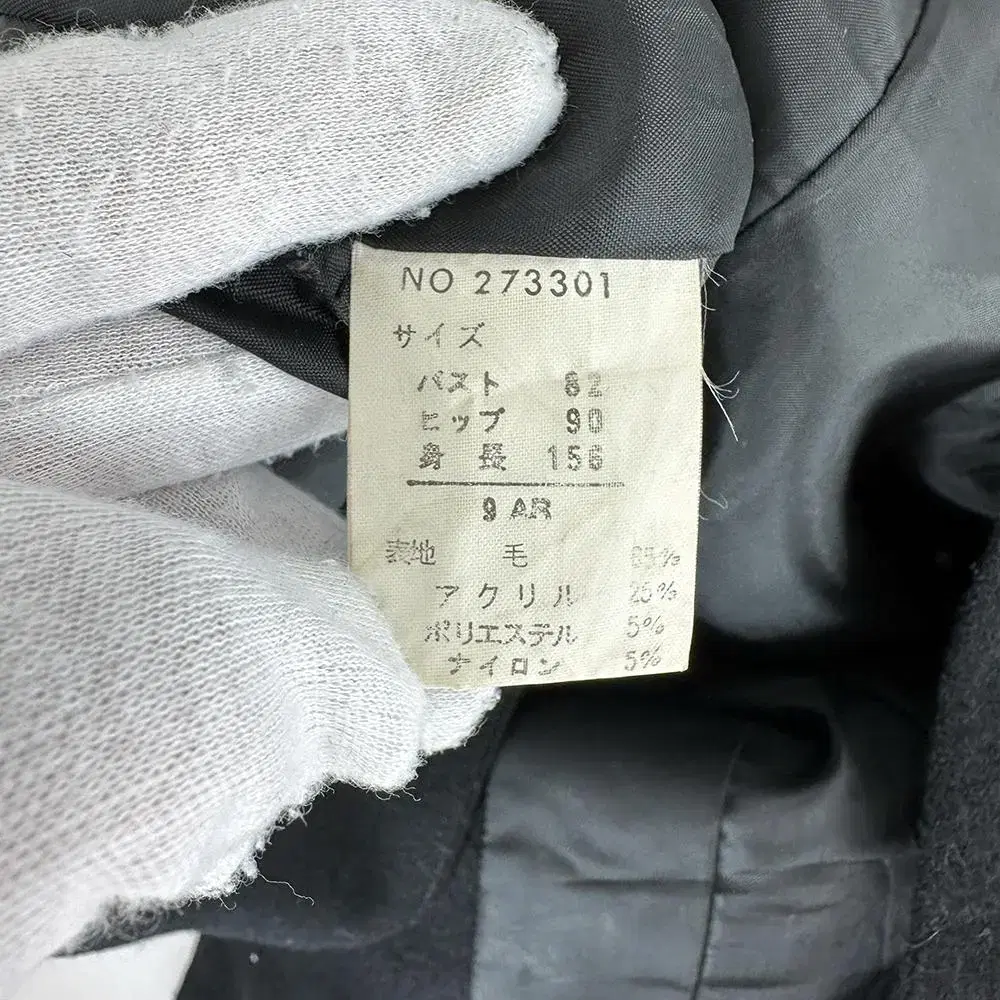 NO 273301
サイズ
バスト 82
ヒップ 90
身長 156
9 AR
表地 毛 65%
アクリル 25%
ポリエステル 5%
ナイロン 5%